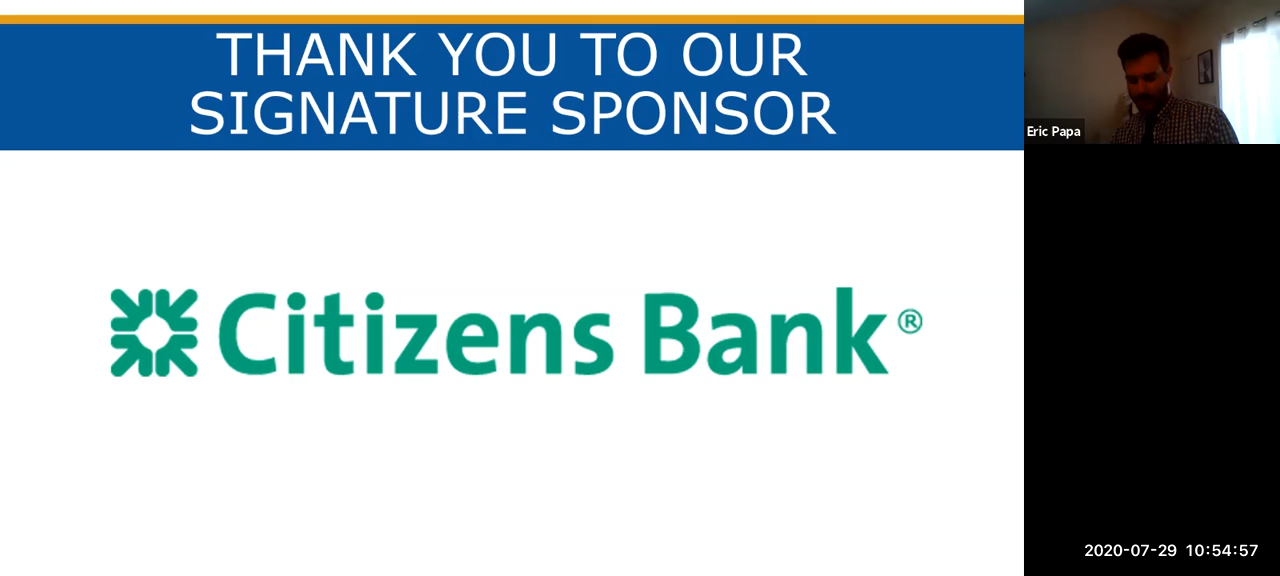 THANK YOU TO OUR
SIGNATURE SPONSOR
Citizens Bank®
Eric Papa
2020-07-29 10:54:57